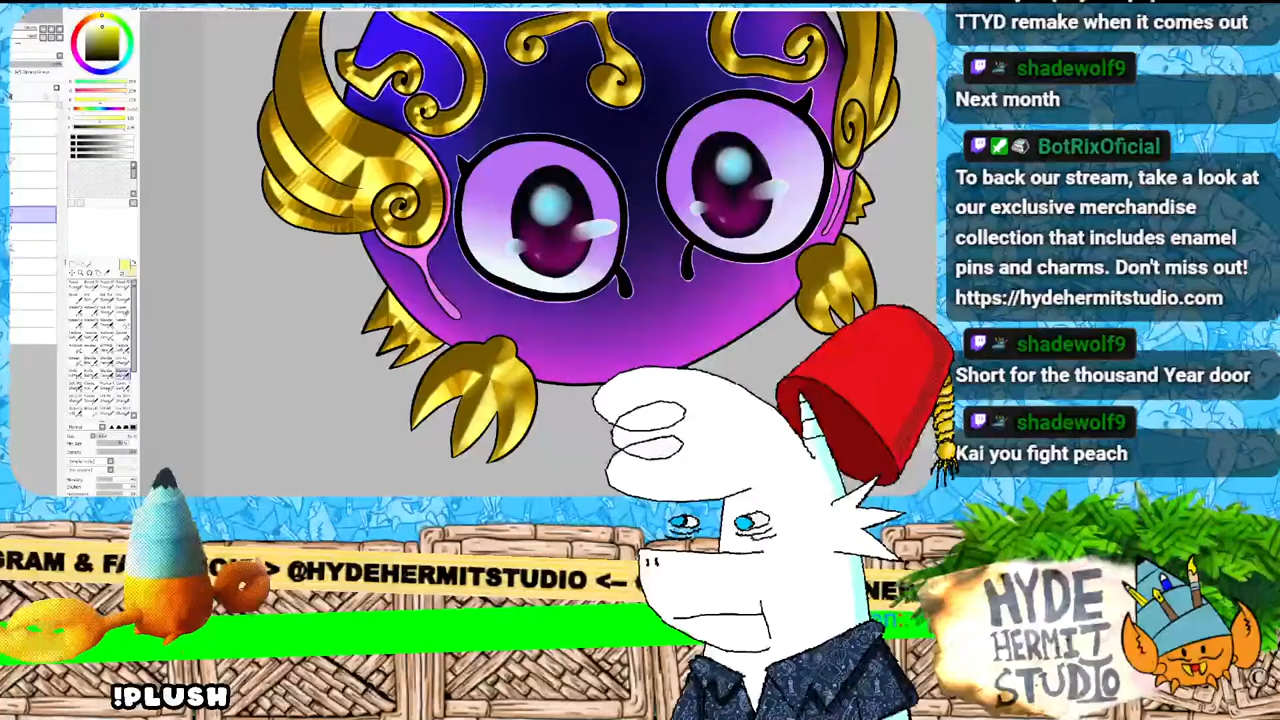 TTYD remake when it comes out
shadewolf9
Next month
BotRixOficial
To back our stream, take a look at
our exclusive merchandise
collection that includes enamel
pins and charms. Don't miss out!
https://hydehermitstudio.com
shadewolf9
Short for the thousand Year door
shadewolf9
Kai you fight peach
GRAM & FA
> @HYDEHERMITSTUDIO <-
NE
HYDE
HERMIT
STUDIO
!PLUSH